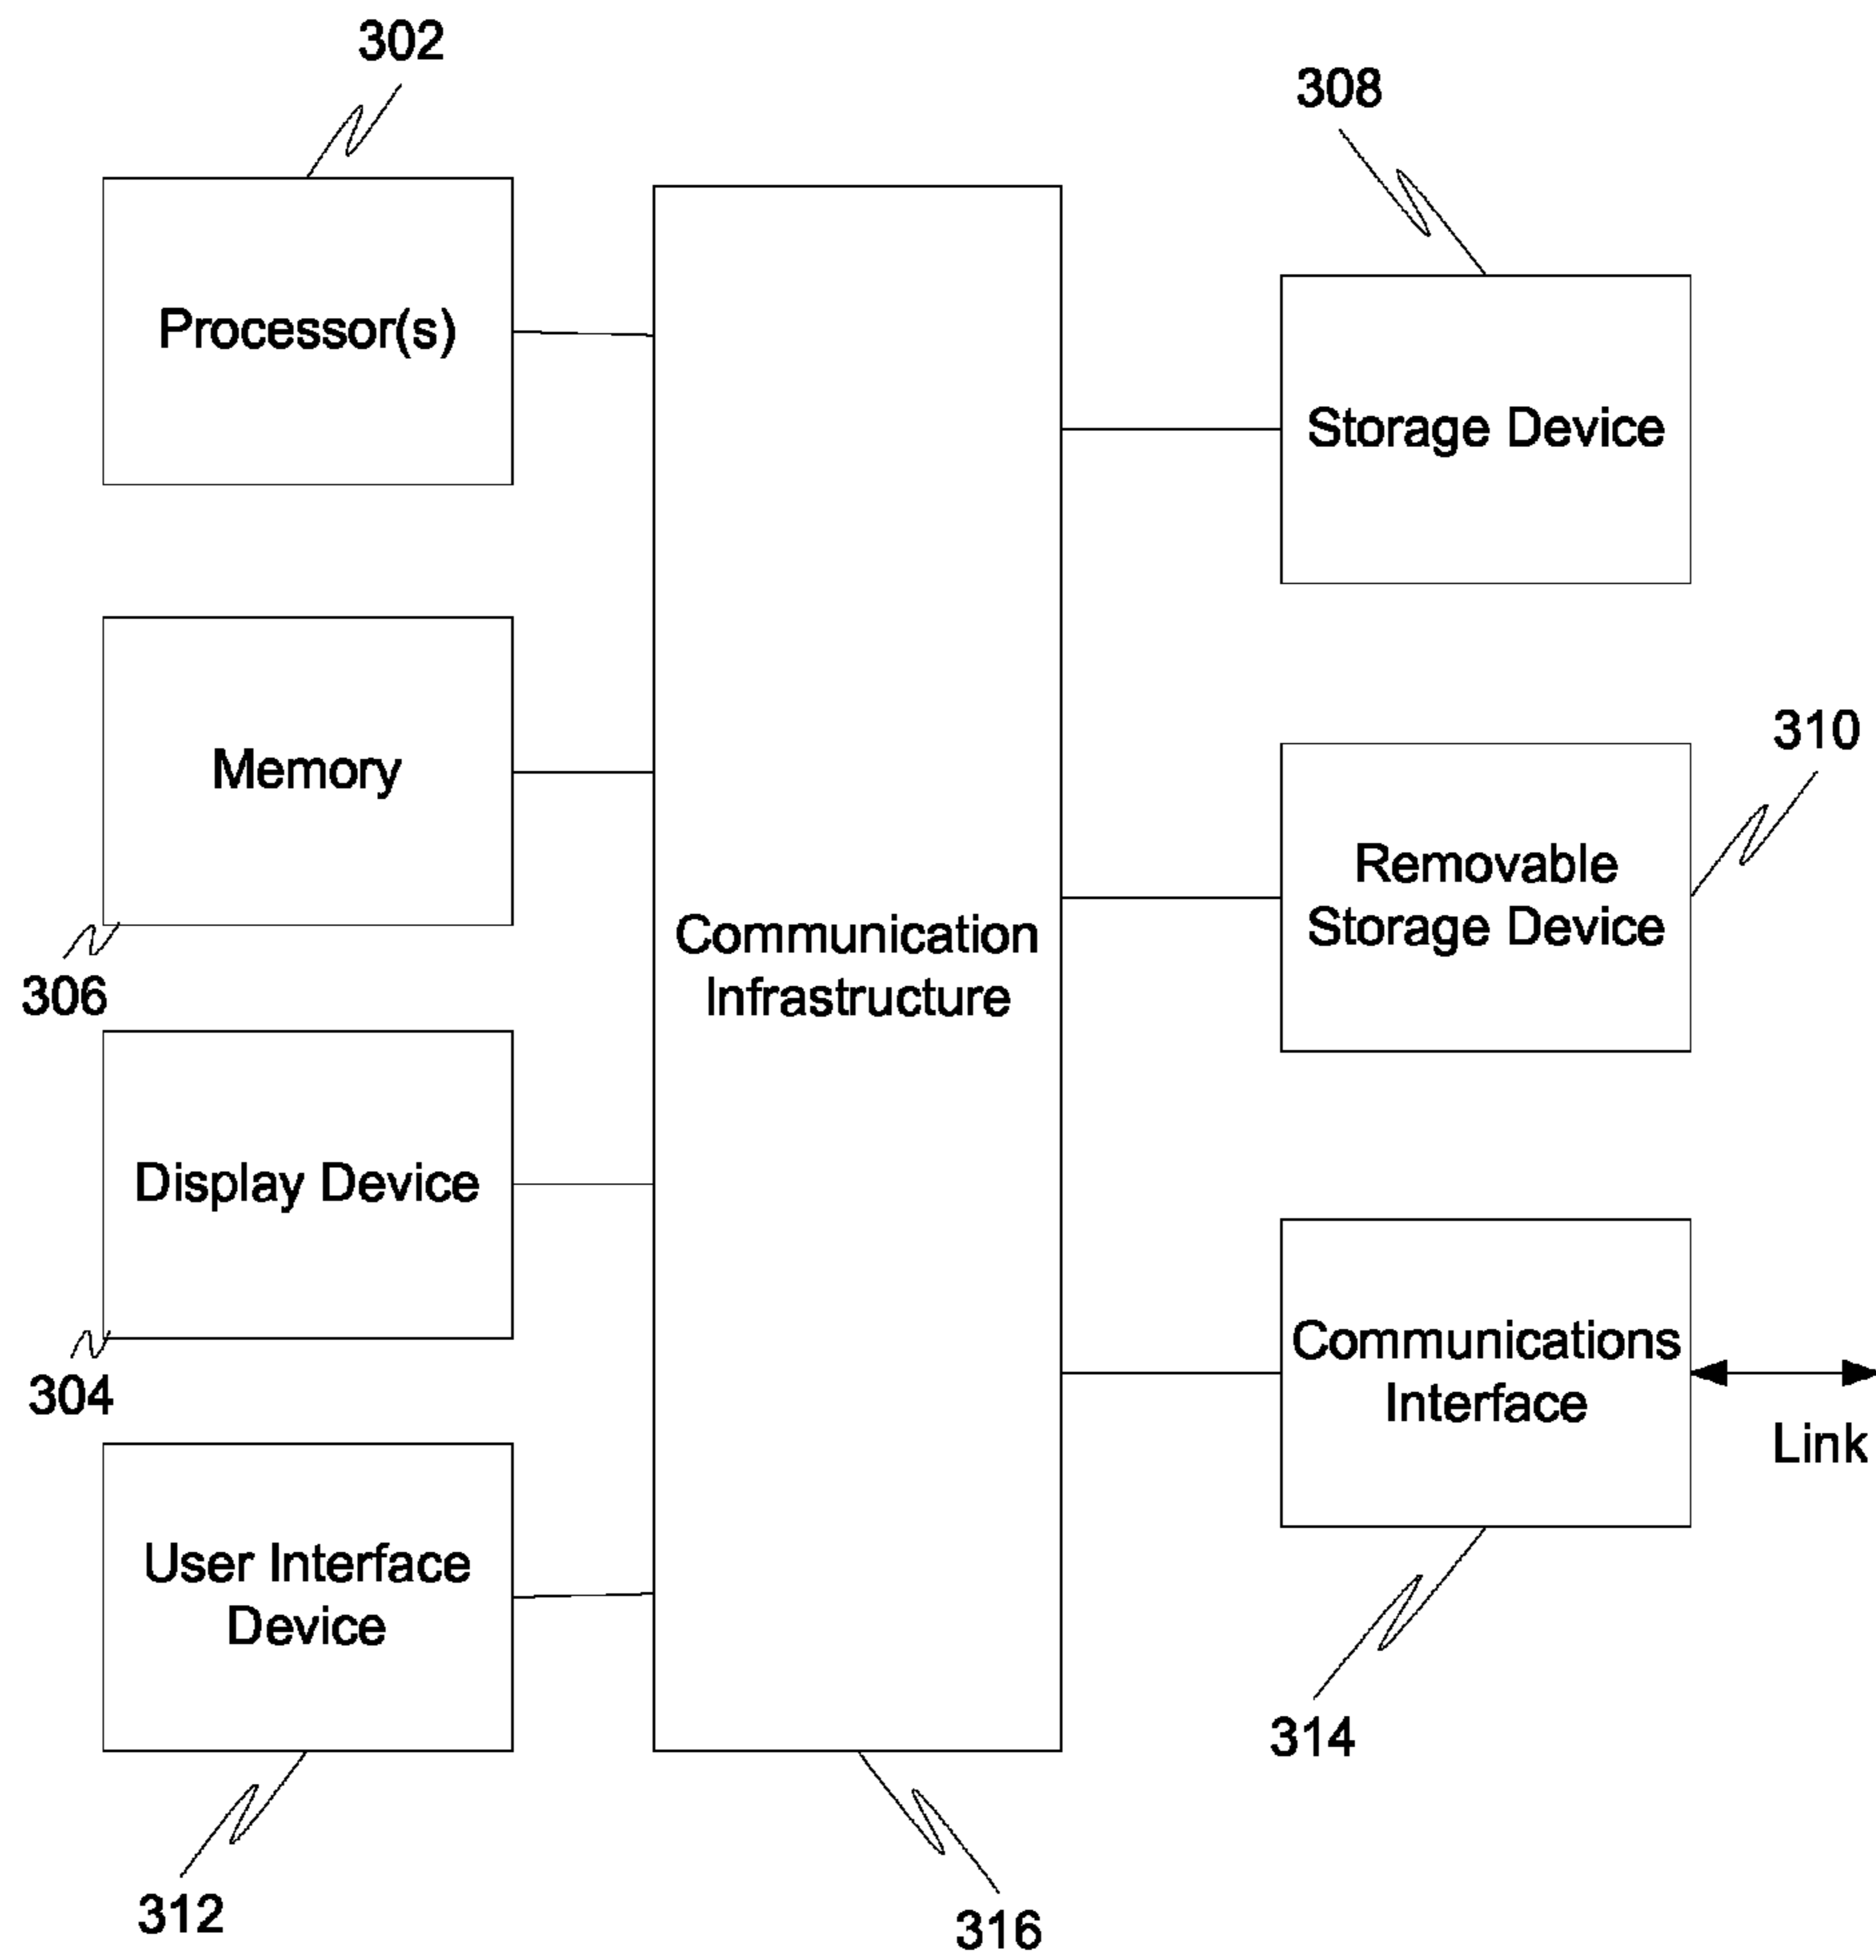 302
308
Processor(s)
Storage Device
310
Memory
Removable
Storage Device
306
Communication
Infrastructure
Display Device
304
Communications
Interface
Link
User Interface
Device
314
312
316